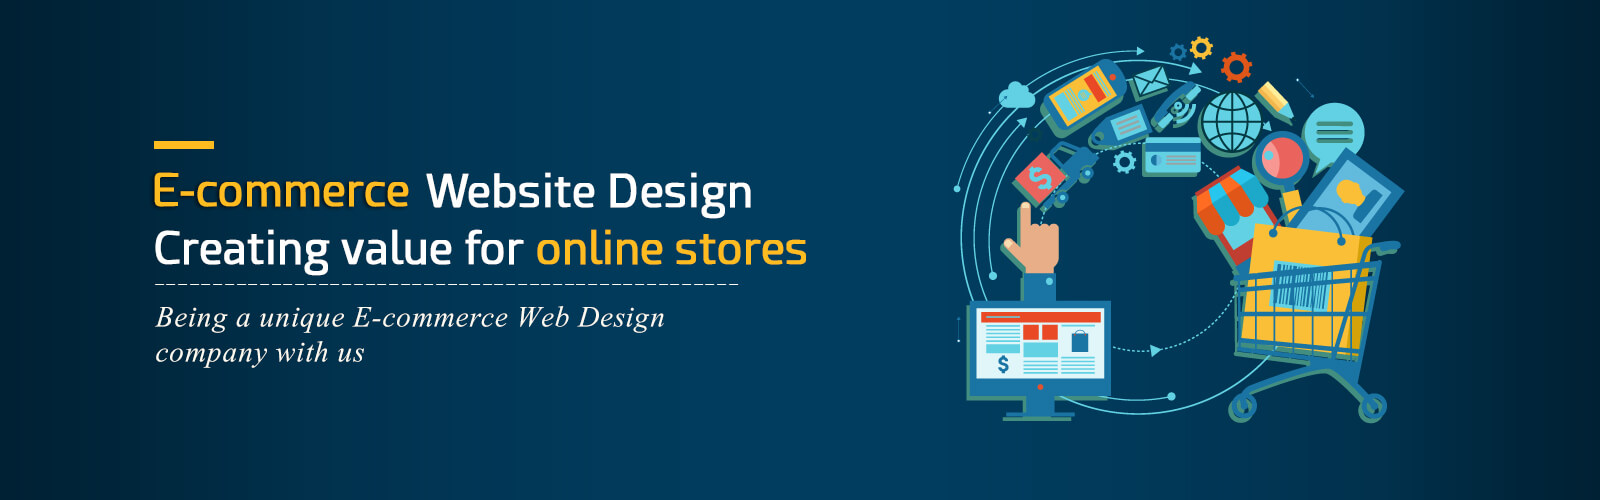 E-commerce Website Design
Creating value for online stores
Being a unique E-commerce Web Design
company with us
$
$